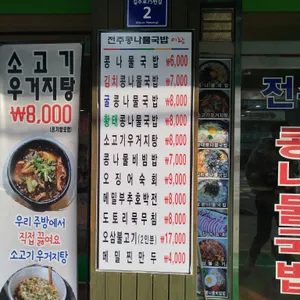 2
소고기
우거지탕
₩8,000
우리 주방에서
직접 끓여요
소고기 우거지탕
전주콩나물국밥
콩나물국밥 ₩6,000
김치콩나물국밥 ₩7,000
굴콩나물국밥 ₩8,000
황태콩나물국밥 ₩8,000
소고기우거지탕 ₩8,000
콩나물비빔밥 ₩7,000
오징어숙회 ₩9,000
메밀부추호박전 ₩8,000
도토리묵무침 ₩8,000
오삼불고기(2인분) ₩17,000
메밀찐만두 ₩4,000
전
콩나물국밥